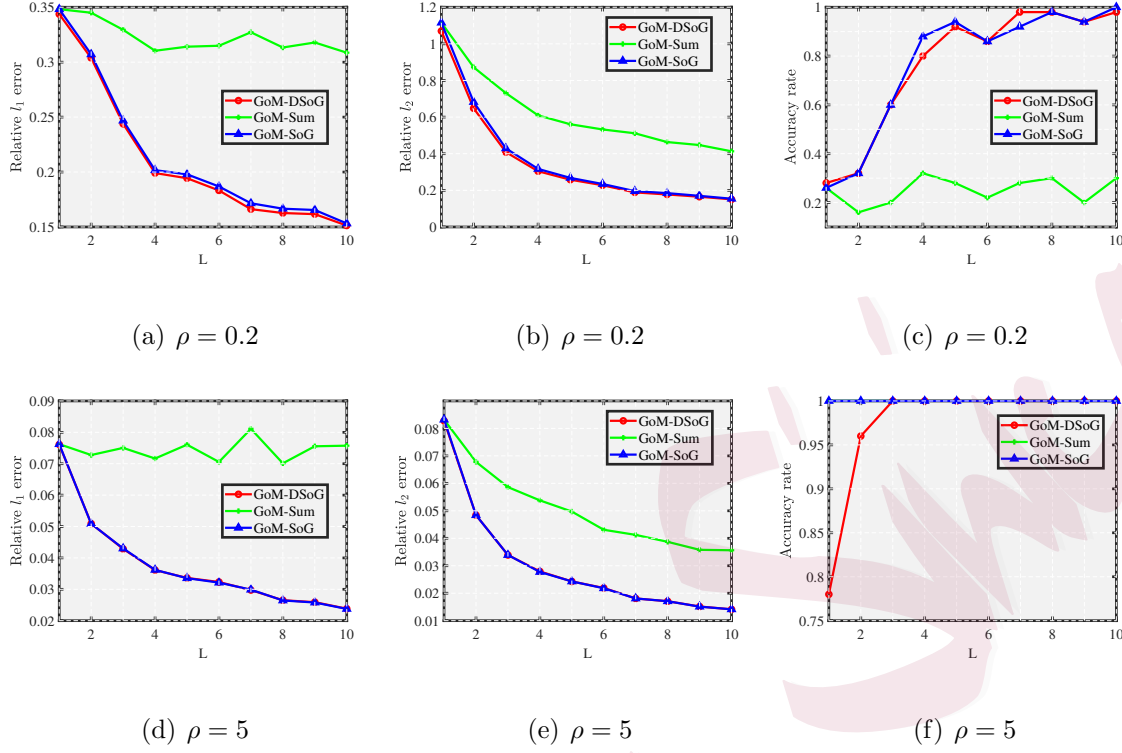 0.35
0.3
0.25
0.2
0.15
2 4 6 8 10
L
Relative l₁ error
GoM-DSoG
GoM-Sum
GoM-SoG
(a) ρ = 0.2
1.2
1
0.8
0.6
0.4
0.2
0
2 4 6 8 10
L
Relative l₂ error
GoM-DSoG
GoM-Sum
GoM-SoG
(b) ρ = 0.2
1
0.8
0.6
0.4
0.2
0
2 4 6 8 10
L
Accuracy rate
GoM-DSoG
GoM-Sum
GoM-SoG
(c) ρ = 0.2
0.09
0.08
0.07
0.06
0.05
0.04
0.03
0.02
2 4 6 8 10
L
Relative l₁ error
GoM-DSoG
GoM-Sum
GoM-SoG
(d) ρ = 5
0.08
0.07
0.06
0.05
0.04
0.03
0.02
0.01
2 4 6 8 10
L
Relative l₂ error
GoM-DSoG
GoM-Sum
GoM-SoG
(e) ρ = 5
1
0.95
0.9
0.85
0.8
0.75
2 4 6 8 10
L
Accuracy rate
GoM-DSoG
GoM-Sum
GoM-SoG
(f) ρ = 5